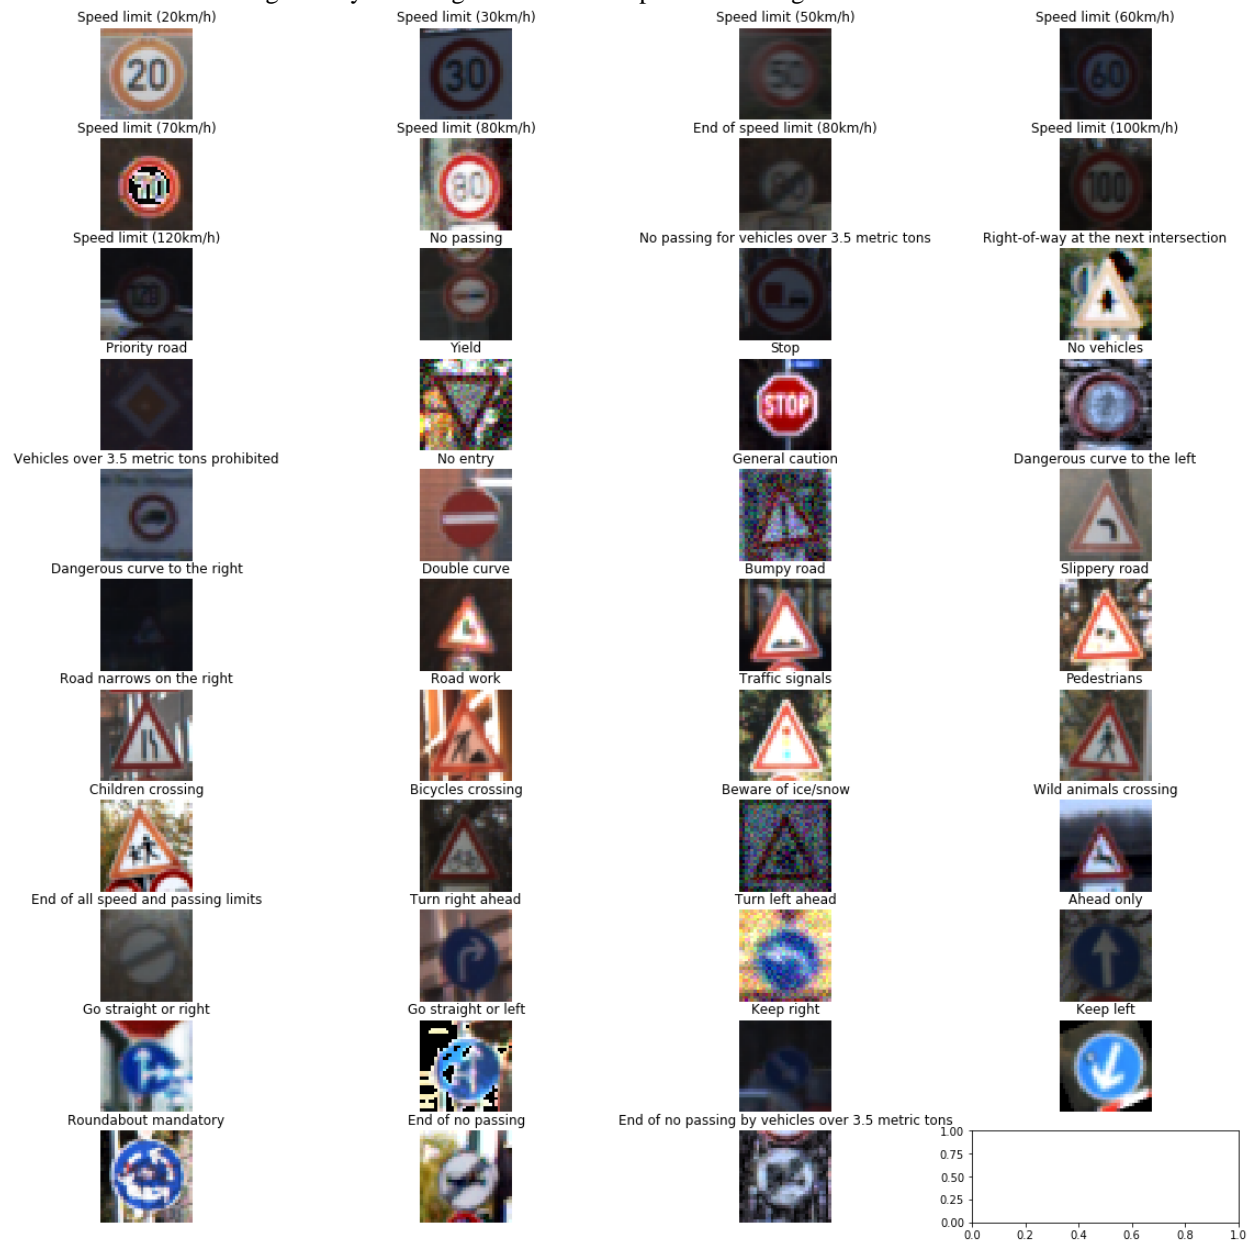 Speed limit (20km/h) Speed limit (30km/h) Speed limit (50km/h) Speed limit (60km/h)
20 30 50 60
Speed limit (70km/h) Speed limit (80km/h) End of speed limit (80km/h) Speed limit (100km/h)
70 80 80 100
Speed limit (120km/h) No passing No passing for vehicles over 3.5 metric tons Right-of-way at the next intersection
120
Priority road Yield Stop No vehicles
STOP
Vehicles over 3.5 metric tons prohibited No entry General caution Dangerous curve to the left
Dangerous curve to the right Double curve Bumpy road Slippery road
Road narrows on the right Road work Traffic signals Pedestrians
Children crossing Bicycles crossing Beware of ice/snow Wild animals crossing
End of all speed and passing limits Turn right ahead Turn left ahead Ahead only
Go straight or right Go straight or left Keep right Keep left
Roundabout mandatory End of no passing End of no passing by vehicles over 3.5 metric tons
1.00
0.75
0.50
0.25
0.00
0.0 0.2 0.4 0.6 0.8 1.0